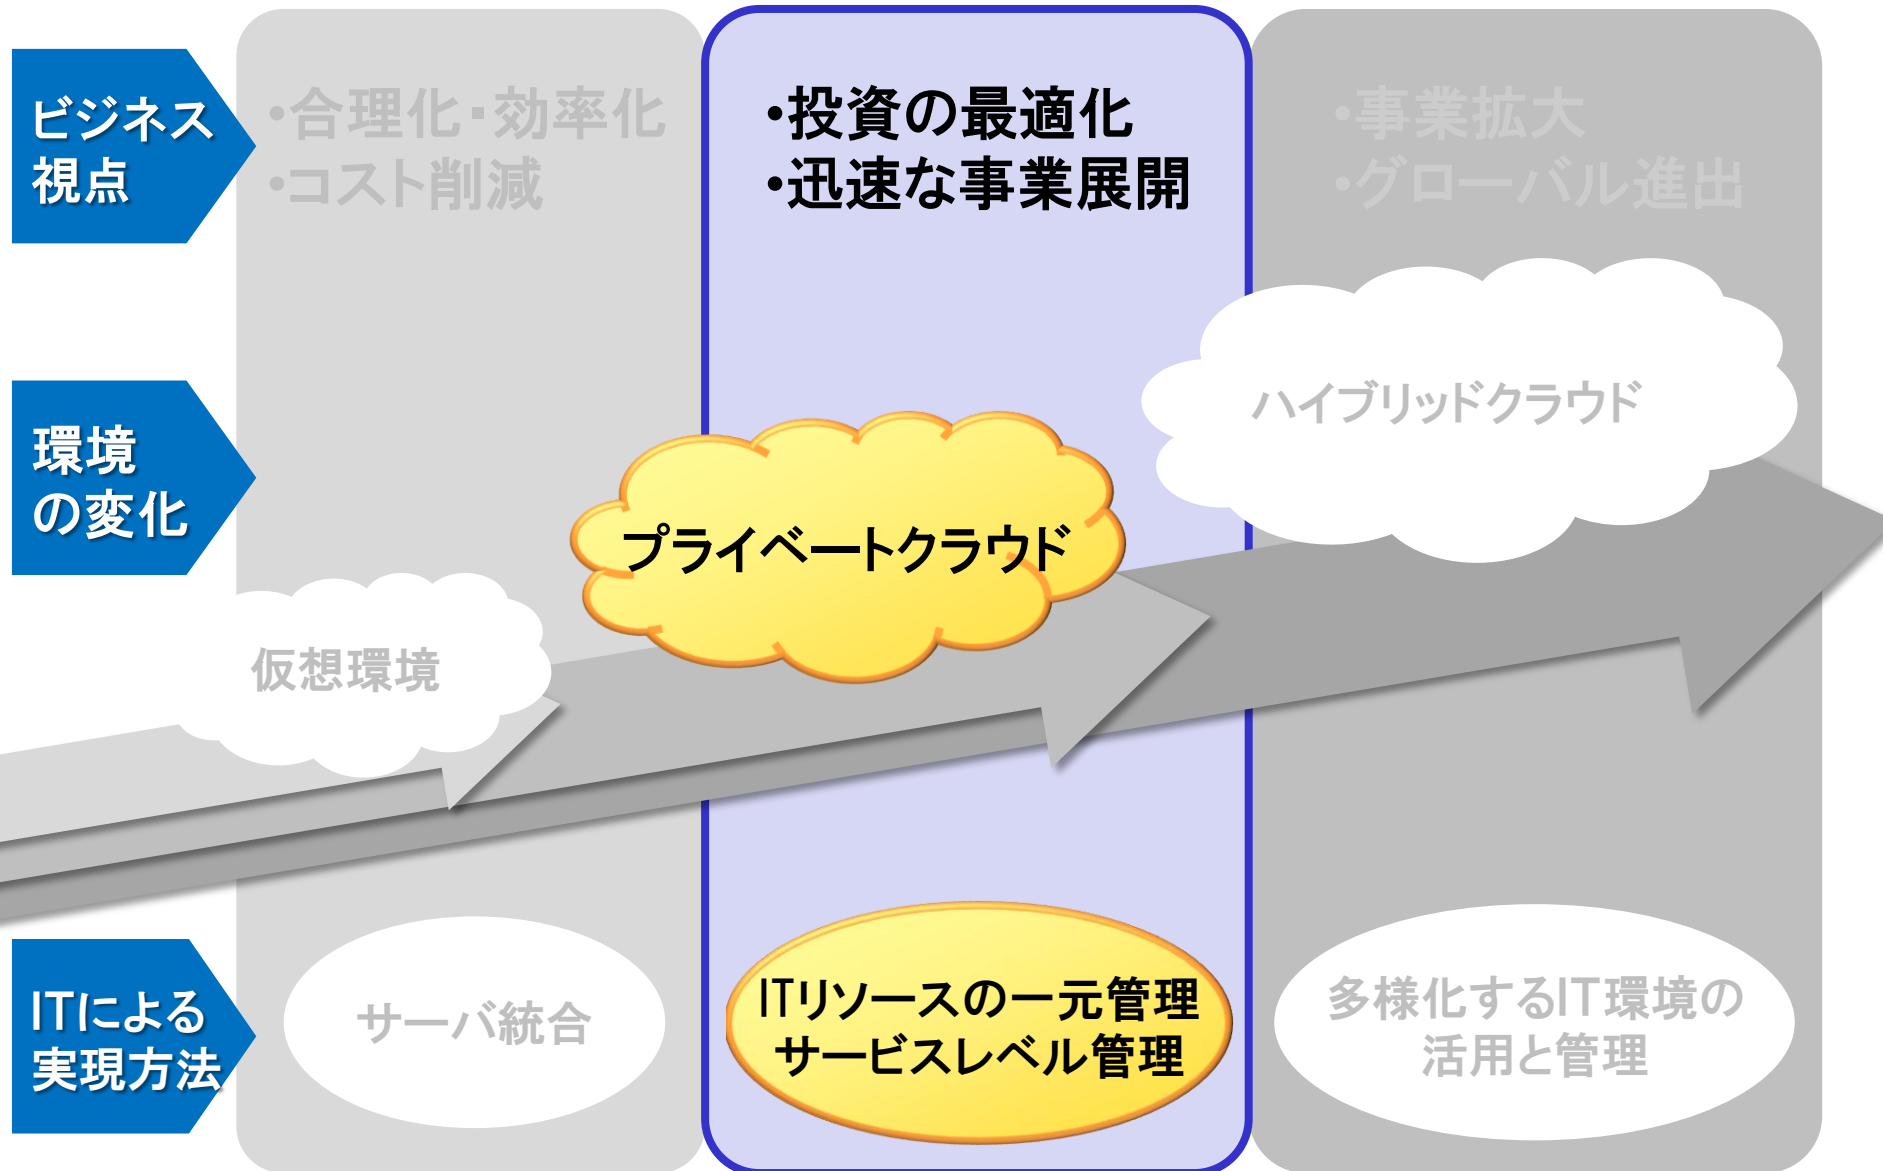 ビジネス
視点
・合理化・効率化
・コスト削減
・投資の最適化
・迅速な事業展開
・事業拡大
・グローバル進出
環境
の変化
仮想環境
プライベートクラウド
ハイブリッドクラウド
ITによる
実現方法
サーバ統合
ITリソースの一元管理
サービスレベル管理
多様化するIT環境の
活用と管理